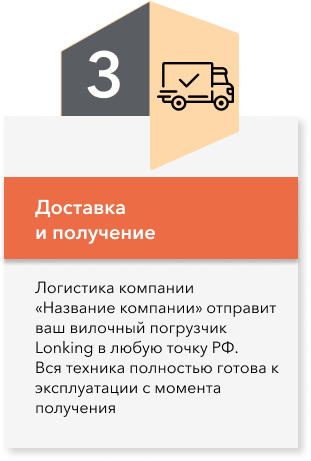 3
Доставка
и получение
Логистика компании
«Название компании» отправит
ваш вилочный погрузчик
Lonking в любую точку РФ.
Вся техника полностью готова к
эксплуатации с момента
получения